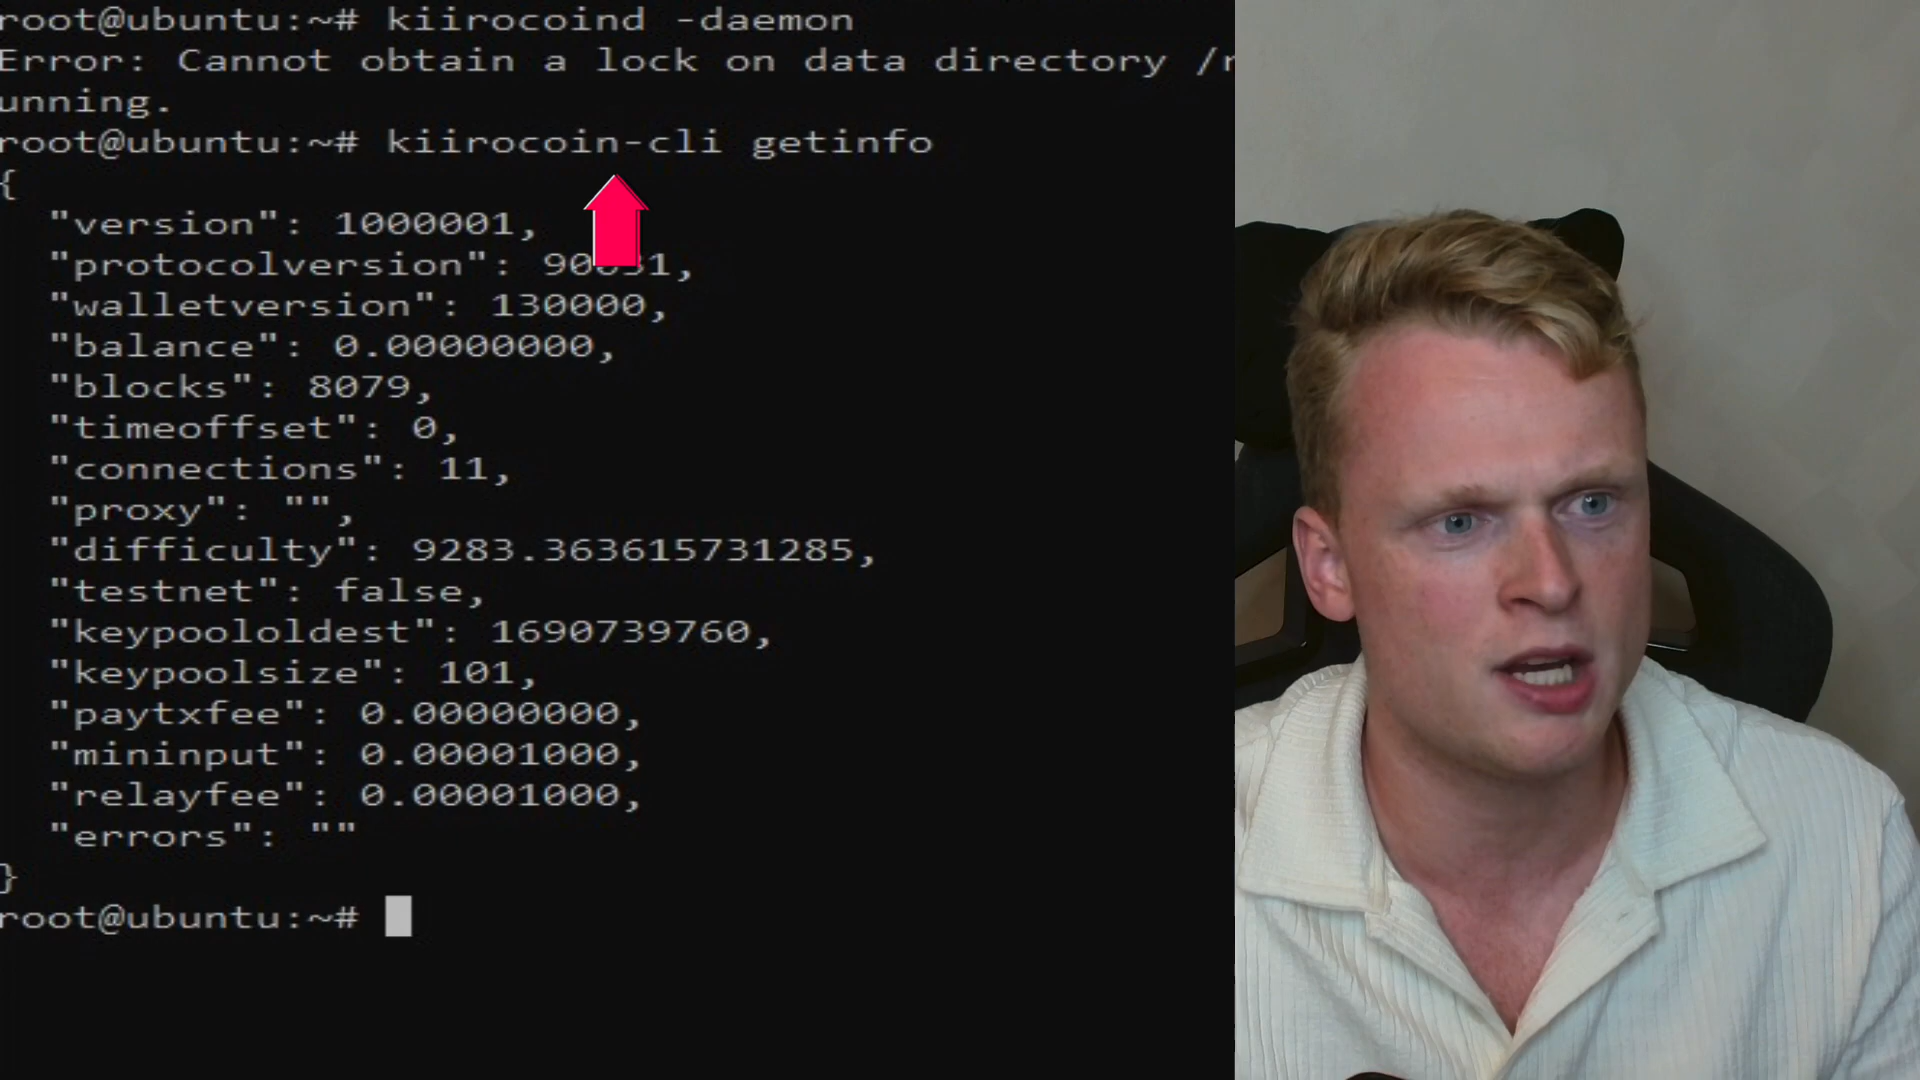 root@ubuntu:~# kiirocoind -daemon
Error: Cannot obtain a lock on data directory /r
unning.
root@ubuntu:~# kiirocoin-cli getinfo
{
"version": 1000001,
"protocolversion":
"walletversion": 130000,
"balance": 0.00000000,
"blocks": 8079,
"timeoffset": 0,
"connections": 11,
"proxy": "",
"difficulty": 9283.363615731285,
"testnet": false,
"keypoololdest": 1690739760,
"keypoolsize": 101,
"paytxfee": 0.00000000,
"mininput": 0.00001000,
"relayfee": 0.00001000,
"errors": ""
}
root@ubuntu:~#